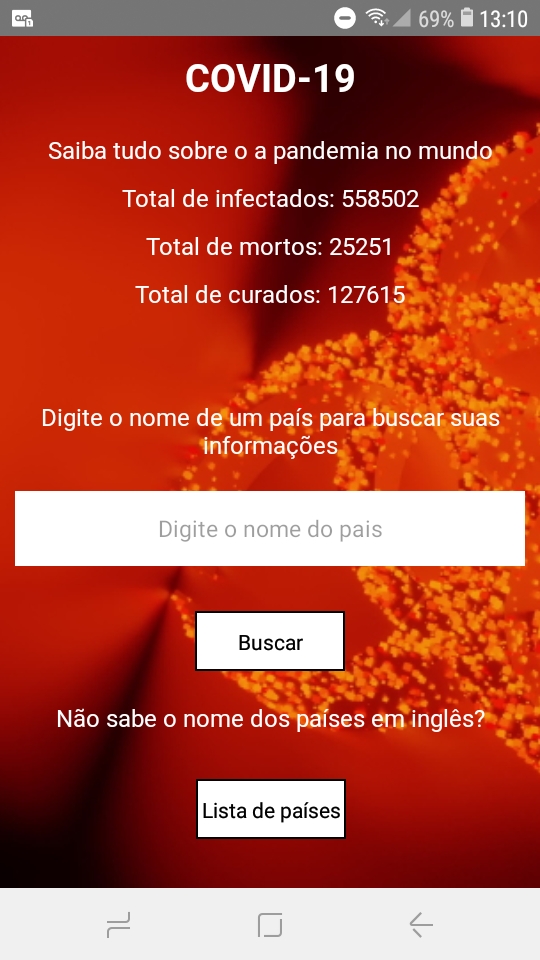 69% 13:10
COVID-19
Saiba tudo sobre o a pandemia no mundo
Total de infectados: 558502
Total de mortos: 25251
Total de curados: 127615
Digite o nome de um país para buscar suas
informações
Digite o nome do pais
Buscar
Não sabe o nome dos países em inglês?
Lista de países